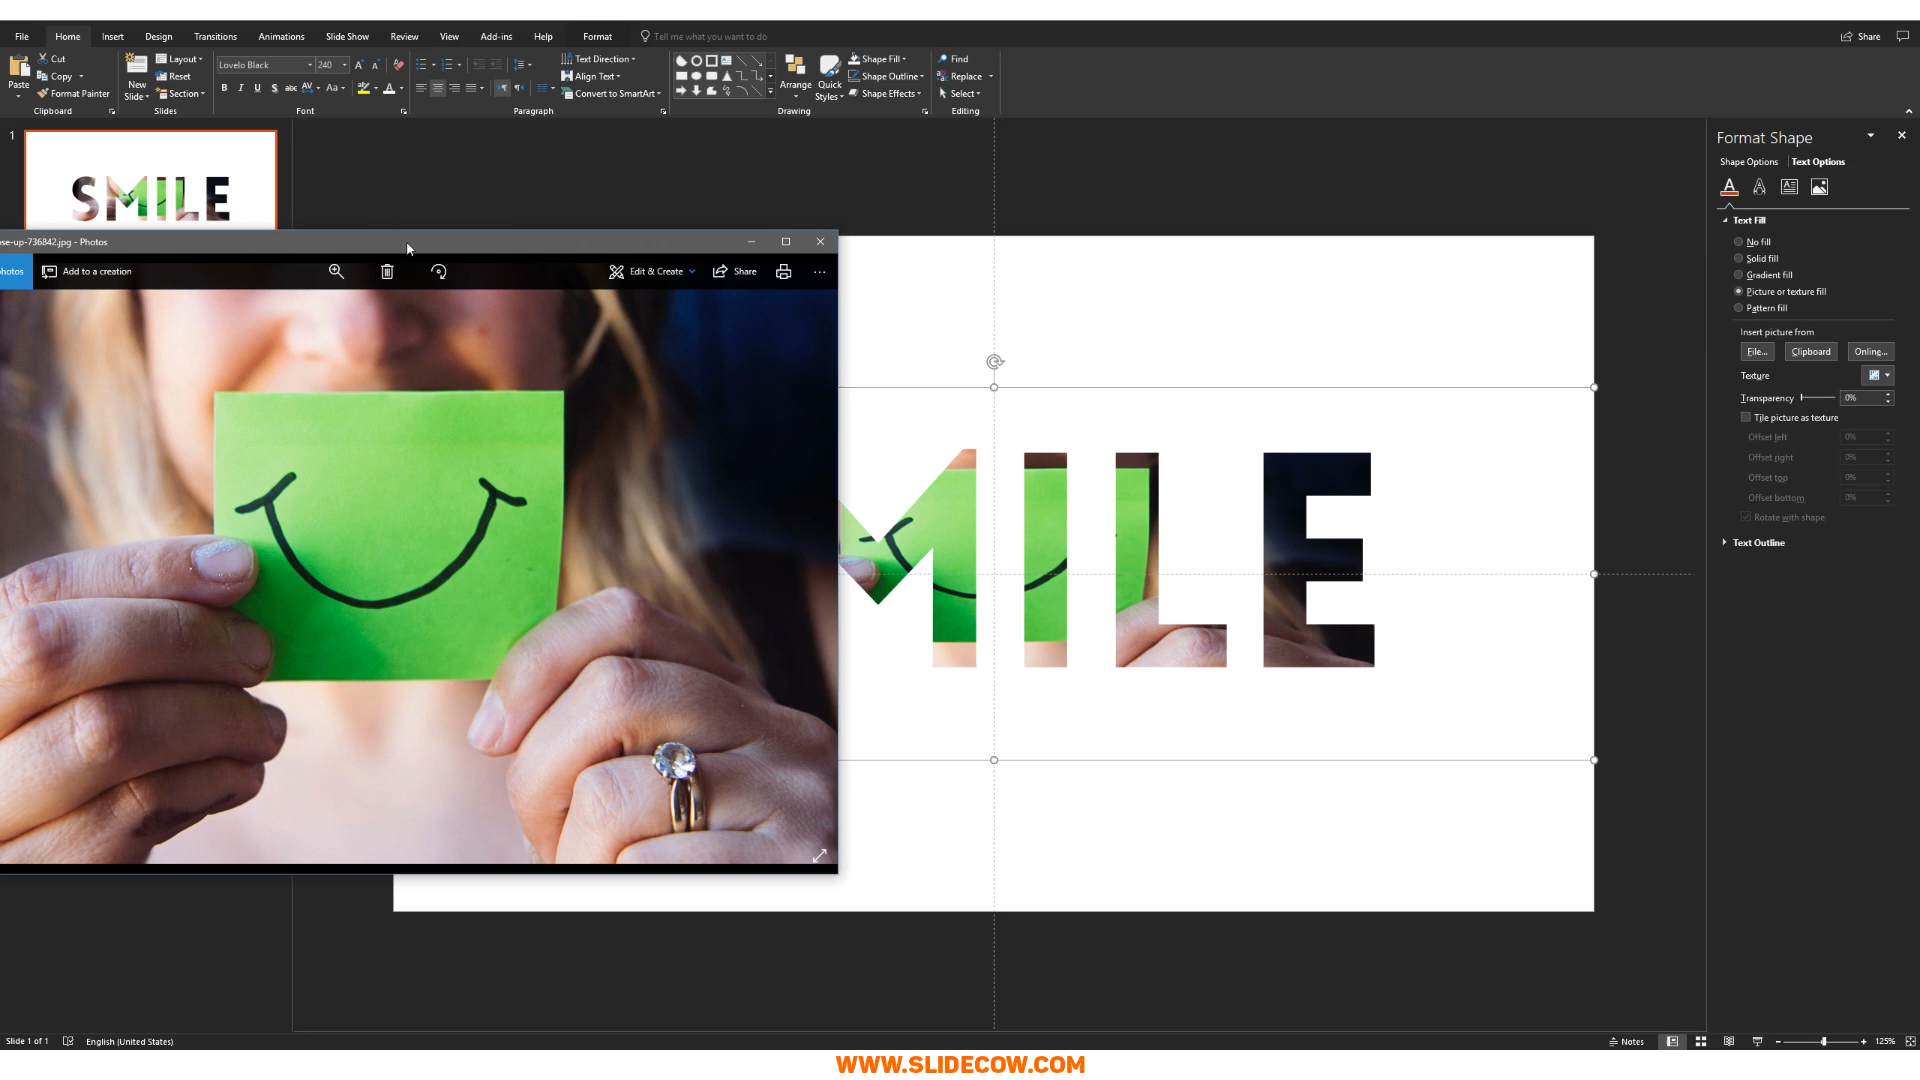 File Home Insert Design Transitions Animations Slide Show Review View Add-ins Help Format Tell me what you want to do Share
Paste Cut Copy Format Painter Clipboard
New Slide Layout Reset Section Slides
Lovelo Black 240 B I U S abc AV Aa A Font
Text Direction Align Text Convert to SmartArt Paragraph
Arrange Quick Styles Shape Fill Shape Outline Shape Effects Drawing
Find Replace Select Editing
1
SMILE
se-up-736842.jpg - Photos
hotos Add to a creation Edit & Create Share ...
MILE
Format Shape
Shape Options Text Options
Text Fill
No fill
Solid fill
Gradient fill
Picture or texture fill
Pattern fill
Insert picture from
File... Clipboard Online...
Texture
Transparency 0%
Tile picture as texture
Offset left 0%
Offset right 0%
Offset top 0%
Offset bottom 0%
Rotate with shape
Text Outline
Slide 1 of 1 English (United States) Notes 125%
WWW.SLIDECOW.COM